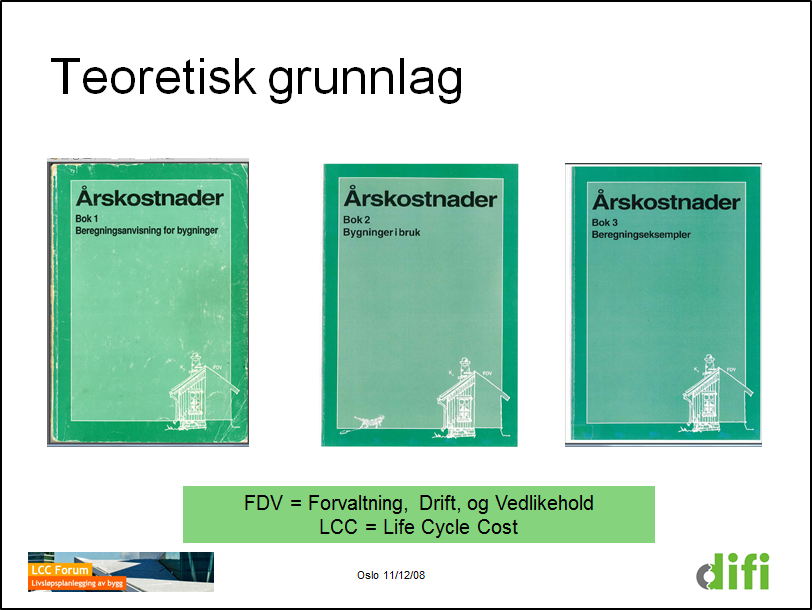 Teoretisk grunnlag
Årskostnader
Bok 1
Beregningsanvisning for bygninger
FDV
Årskostnader
Bok 2
Bygninger i bruk
FDV
Årskostnader
Bok 3
Beregningseksempler
FDV
FDV = Forvaltning, Drift, og Vedlikehold
LCC = Life Cycle Cost
LCC Forum
Livsløpsplanlegging av bygg
Oslo 11/12/08
difi